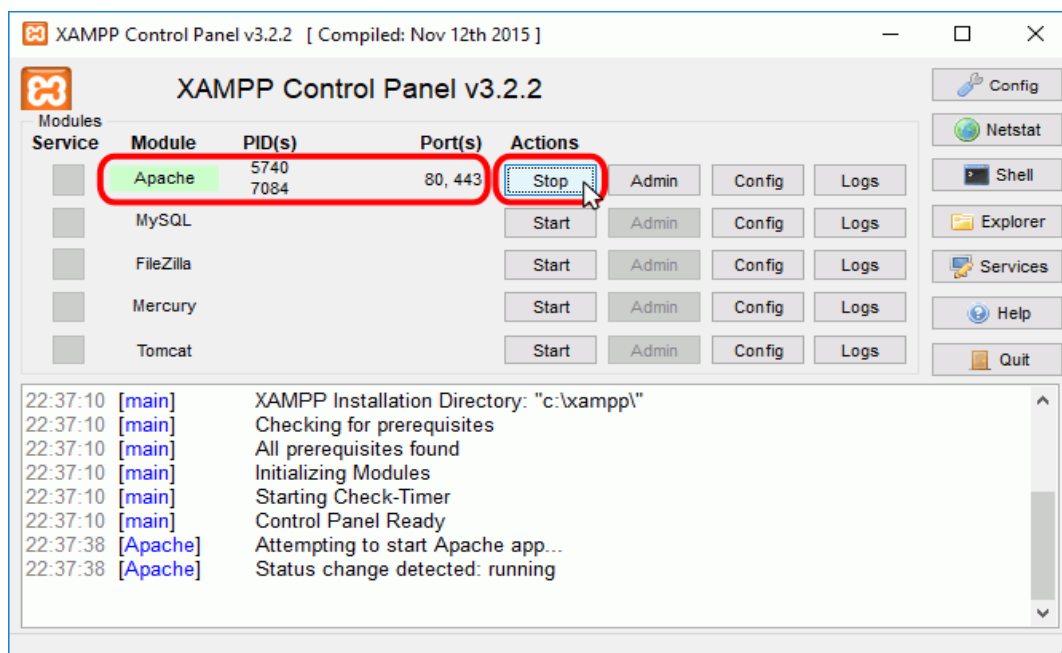 XAMPP Control Panel v3.2.2 [ Compiled: Nov 12th 2015 ]
XAMPP Control Panel v3.2.2
Config
Modules
Netstat
Service Module PID(s) Port(s) Actions
Apache 5740 7084 80, 443 Stop Admin Config Logs
Shell
MySQL Start Admin Config Logs
Explorer
FileZilla Start Admin Config Logs
Services
Mercury Start Admin Config Logs
Help
Tomcat Start Admin Config Logs
Quit
22:37:10 [main] XAMPP Installation Directory: "c:\xampp\"
22:37:10 [main] Checking for prerequisites
22:37:10 [main] All prerequisites found
22:37:10 [main] Initializing Modules
22:37:10 [main] Starting Check-Timer
22:37:10 [main] Control Panel Ready
22:37:38 [Apache] Attempting to start Apache app...
22:37:38 [Apache] Status change detected: running